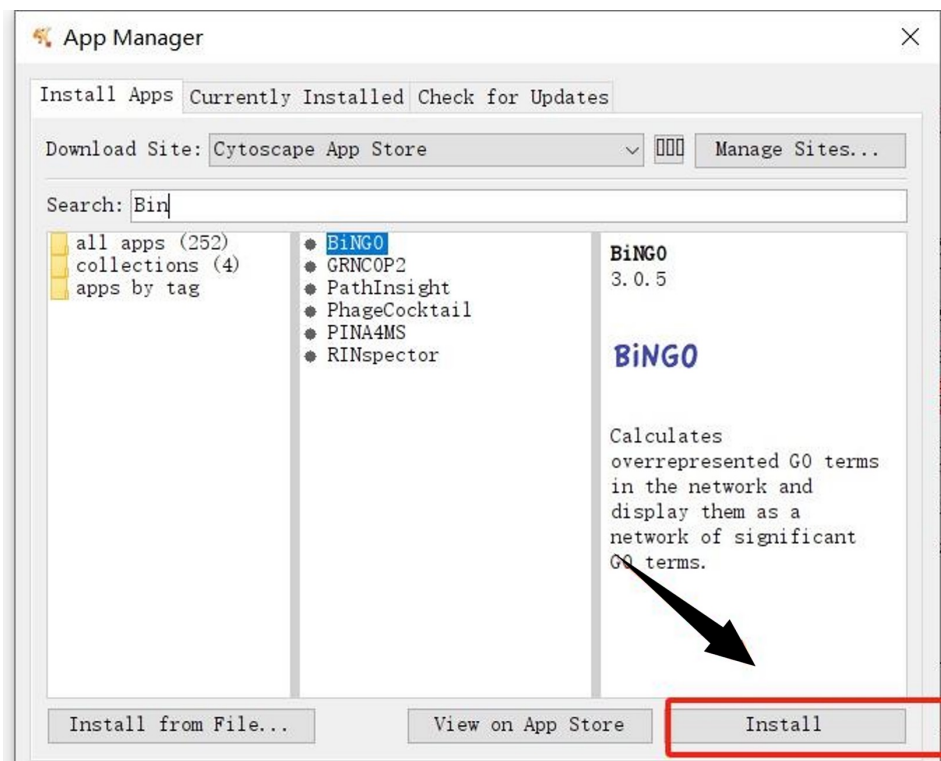 App Manager
Install Apps Currently Installed Check for Updates
Download Site: Cytoscape App Store Manage Sites...
Search: Bin
all apps (252)
collections (4)
apps by tag
BiNGO
GRNCOP2
PathInsight
PhageCocktail
PINA4MS
RINspector
BiNGO
3.0.5
BiNGO
Calculates
overrepresented GO terms
in the network and
display them as a
network of significant
GO terms.
Install from File... View on App Store Install